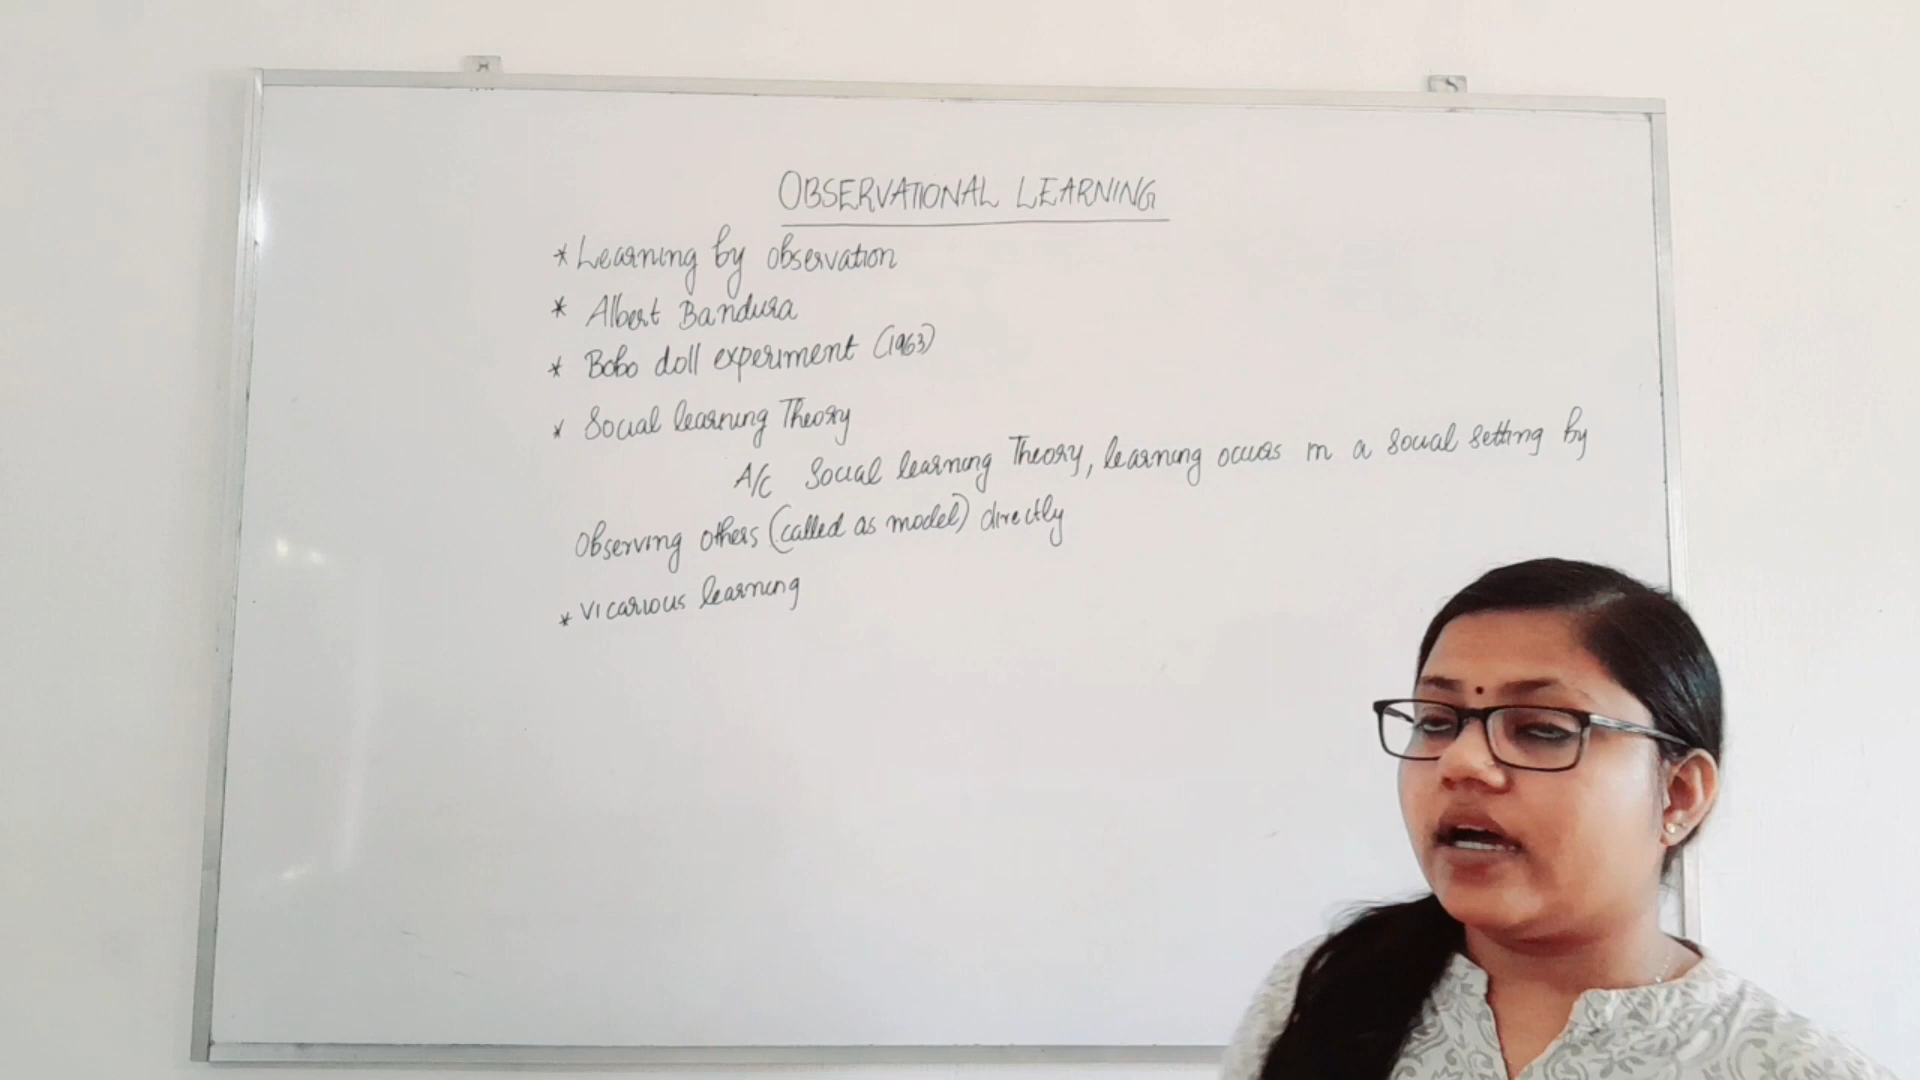 OBSERVATIONAL LEARNING
* Learning by observation
* Albert Bandura
* Bobo doll experiment (1963)
* Social learning Theory
A/c Social learning Theory, learning occurs in a social setting by
Observing others (called as model) directly
* Vicarious learning